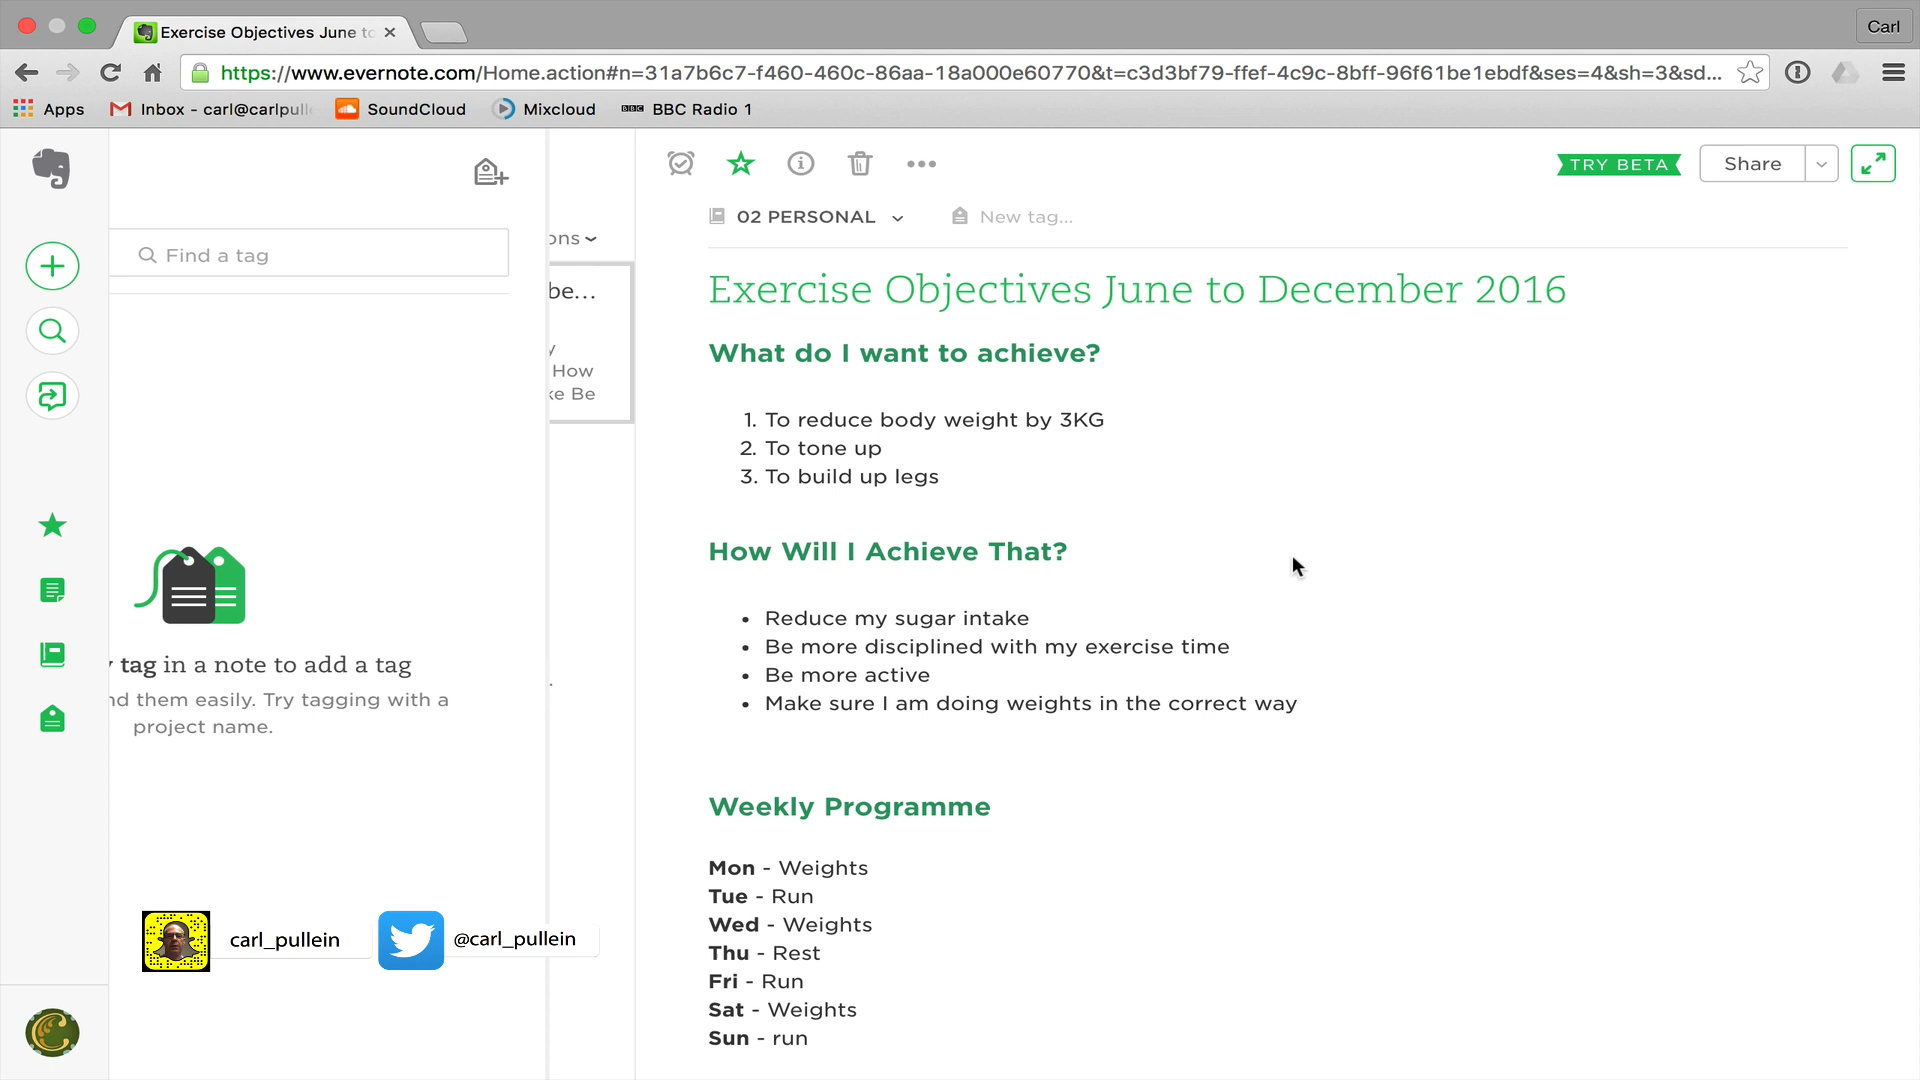 Exercise Objectives June to
Carl
https://www.evernote.com/Home.action#n=31a7b6c7-f460-460c-86aa-18a000e60770&t=c3d3bf79-ffef-4c9c-8bff-96f61be1ebdf&ses=4&sh=3&sd...
Apps
Inbox - carl@carlpull
SoundCloud
Mixcloud
BBC
BBC Radio 1
TRY BETA
Share
02 PERSONAL
New tag...
ons
Find a tag
be...
y
How
ke Be
Exercise Objectives June to December 2016
What do I want to achieve?
1. To reduce body weight by 3KG
2. To tone up
3. To build up legs
How Will I Achieve That?
• Reduce my sugar intake
• Be more disciplined with my exercise time
• Be more active
• Make sure I am doing weights in the correct way
y tag in a note to add a tag
nd them easily. Try tagging with a
project name.
Weekly Programme
Mon - Weights
Tue - Run
Wed - Weights
Thu - Rest
Fri - Run
Sat - Weights
Sun - run
carl_pullein
@carl_pullein